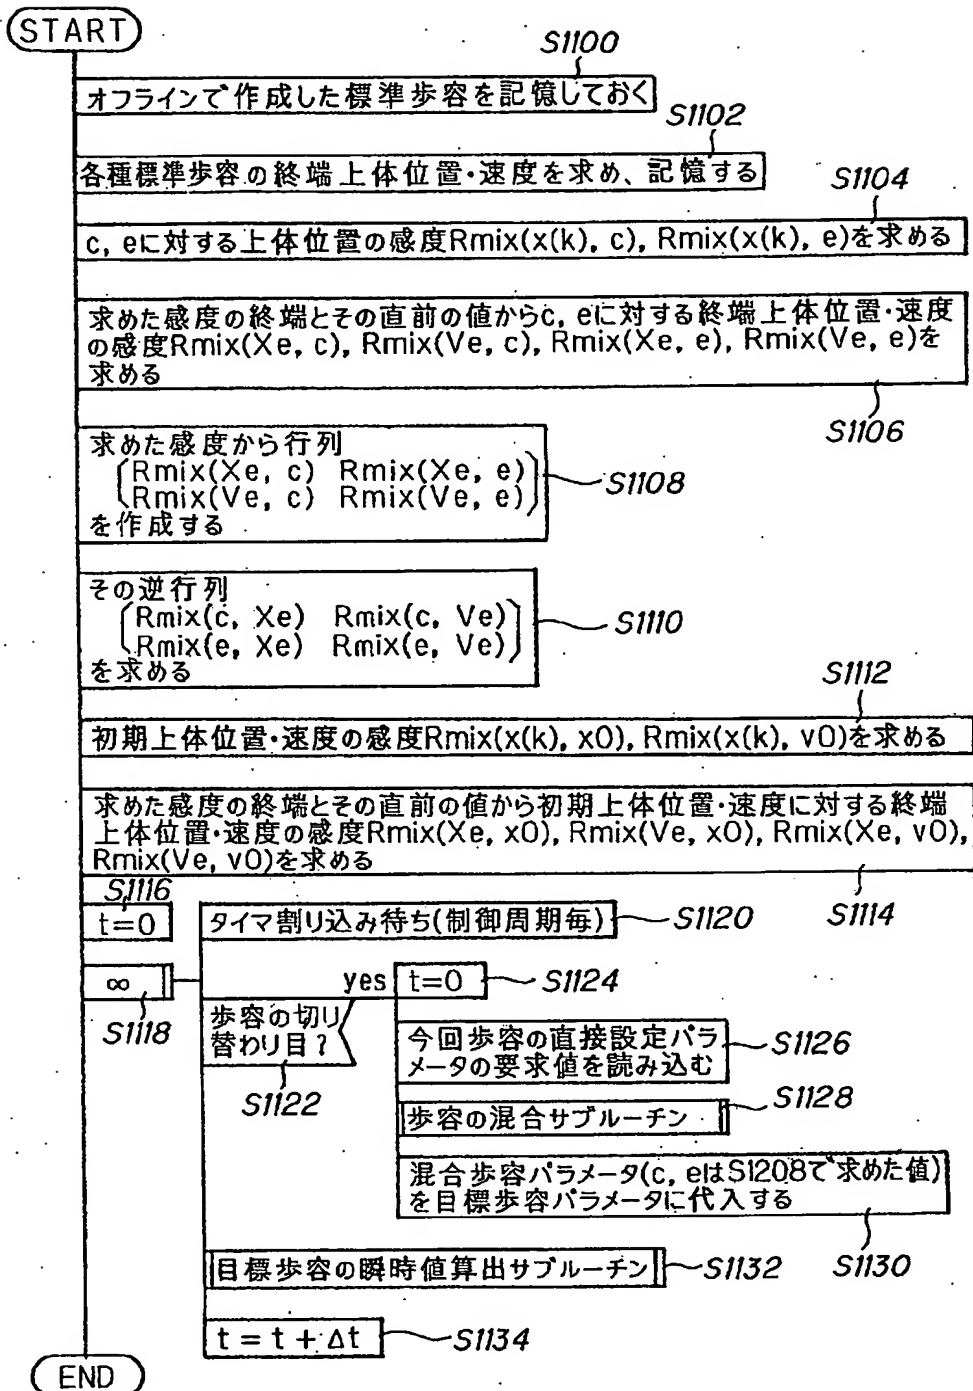 START
S1100
オフラインで作成した標準歩容を記憶しておく
S1102
各種標準歩容の終端上体位置・速度を求め、記憶する
S1104
c, eに対する上体位置の感度Rmix(x(k), c), Rmix(x(k), e)を求める
求めた感度の終端とその直前の値からc, eに対する終端上体位置・速度
の感度Rmix(Xe, c), Rmix(Ve, c), Rmix(Xe, e), Rmix(Ve, e)を
求める
S1106
求めた感度から行列
Rmix(Xe, c) Rmix(Xe, e)
Rmix(Ve, c) Rmix(Ve, e)
を作成する
S1108
その逆行列
Rmix(c, Xe) Rmix(c, Ve)
Rmix(e, Xe) Rmix(e, Ve)
を求める
S1110
S1112
初期上体位置・速度の感度Rmix(x(k), x0), Rmix(x(k), v0)を求める
求めた感度の終端とその直前の値から初期上体位置・速度に対する終端
上体位置・速度の感度Rmix(Xe, x0), Rmix(Ve, x0), Rmix(Xe, v0),
Rmix(Ve, v0)を求める
S1114
S1116
t=0
タイマ割り込み待ち(制御周期毎)
S1120
∞
S1118
yes
t=0
S1124
歩容の切り
替わり目?
S1122
今回歩容の直接設定パラ
メータの要求値を読み込む
S1126
歩容の混合サブルーチン
S1128
混合歩容パラメータ(c, eはS1208で求めた値)
を目標歩容パラメータに代入する
S1130
目標歩容の瞬時値算出サブルーチン
S1132
t = t + Δt
S1134
END